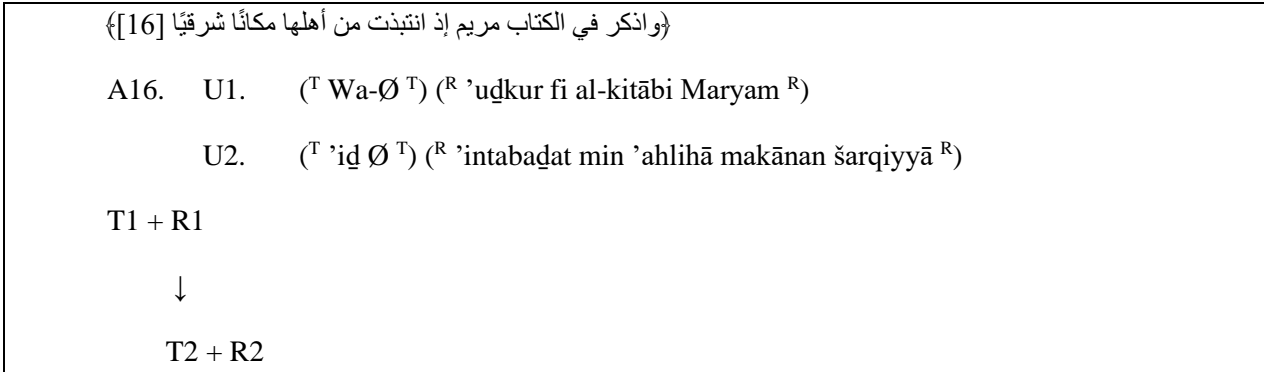 ﴿واذكر في الكتاب مريم إذ انتبذت من أهلها مكانًا شرقيًا [16]﴾
A16. U1. (ᵀ Wa-Ø ᵀ) (ᴿ ’uḏkur fi al-kitābi Maryam ᴿ)
U2. (ᵀ ’iḏ Ø ᵀ) (ᴿ ’intabaḏat min ’ahlihā makānan šarqiyyā ᴿ)
T1 + R1
↓
T2 + R2